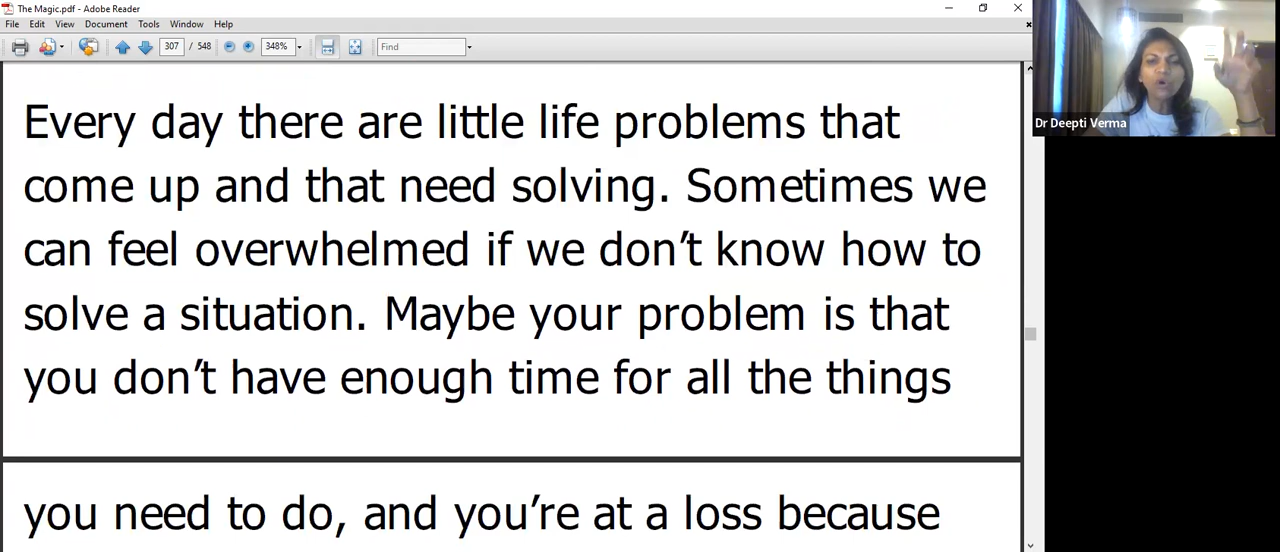 The Magic.pdf - Adobe Reader
File Edit View Document Tools Window Help
307 / 548 348% Find
Dr Deepti Verma
Every day there are little life problems that
come up and that need solving. Sometimes we
can feel overwhelmed if we don’t know how to
solve a situation. Maybe your problem is that
you don’t have enough time for all the things
you need to do, and you’re at a loss because